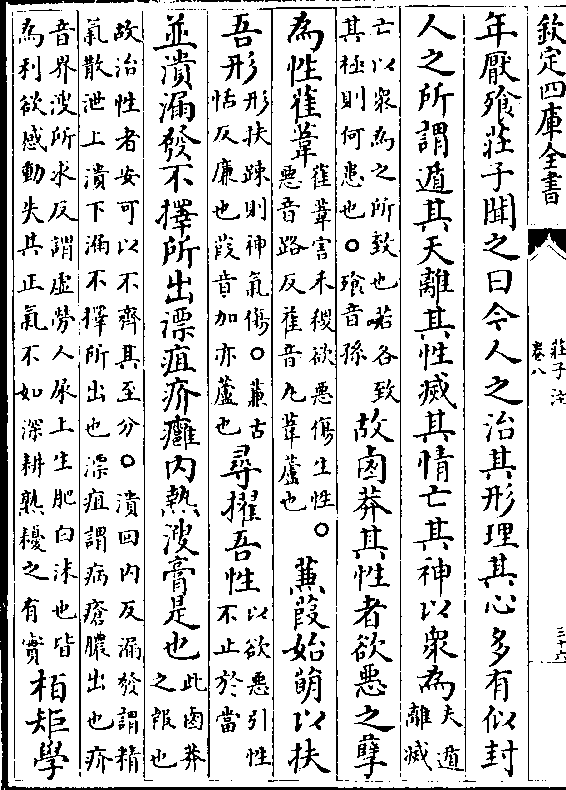 欽定四庫全書
莊子注
卷八
三十六
年厭飱莊子聞之曰今人之治其形理其心多有似封
人之所謂遁其天離其性滅其情亡其神以衆為夫遁離滅
亡以衆為之所致也若各致其極則何患也○飱音孫故鹵莽其性者欲惡之孽
為性萑葦萑葦害禾稷欲惡傷生性○惡音路反萑音九葦蘆也蒹葭始萌以扶
吾形形扶疎則神氣傷○蒹古恬反廉也葭音加亦蘆也尋擢吾性以欲惡引性不止於當
並潰漏發不擇所出漂疽疥癰内熱溲膏是也此鹵莽之報也
故治性者安可以不齊其至分○潰回内反漏發謂精
氣散泄上潰下漏不擇所出也漂疽謂病瘡膿出也疥
音界溲所求反謂虚勞人尿上生肥白沫也皆
為利欲感動失其正氣不如深耕熟耰之有實栢矩學